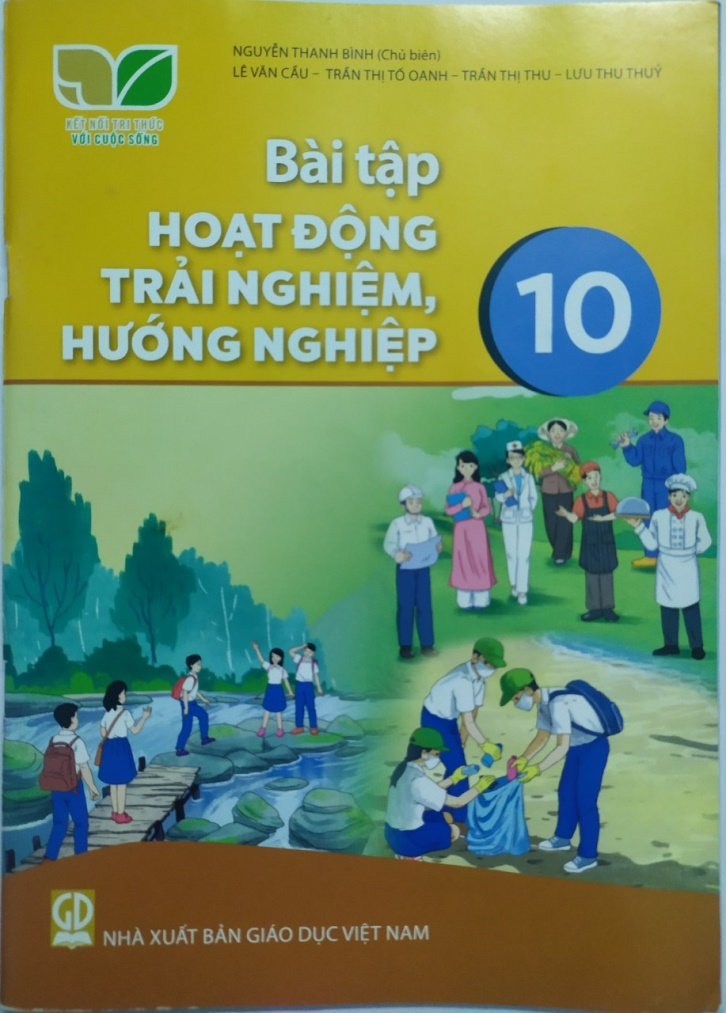 NGUYỄN THANH BÌNH (Chủ biên)
LÊ VĂN CẦU – TRẦN THỊ TỐ OANH – TRẦN THỊ THU – LƯU THU THUỶ
KẾT NỐI TRI THỨC
VỚI CUỘC SỐNG
Bài tập
HOẠT ĐỘNG
TRẢI NGHIỆM,
HƯỚNG NGHIỆP
10
GD
NHÀ XUẤT BẢN GIÁO DỤC VIỆT NAM